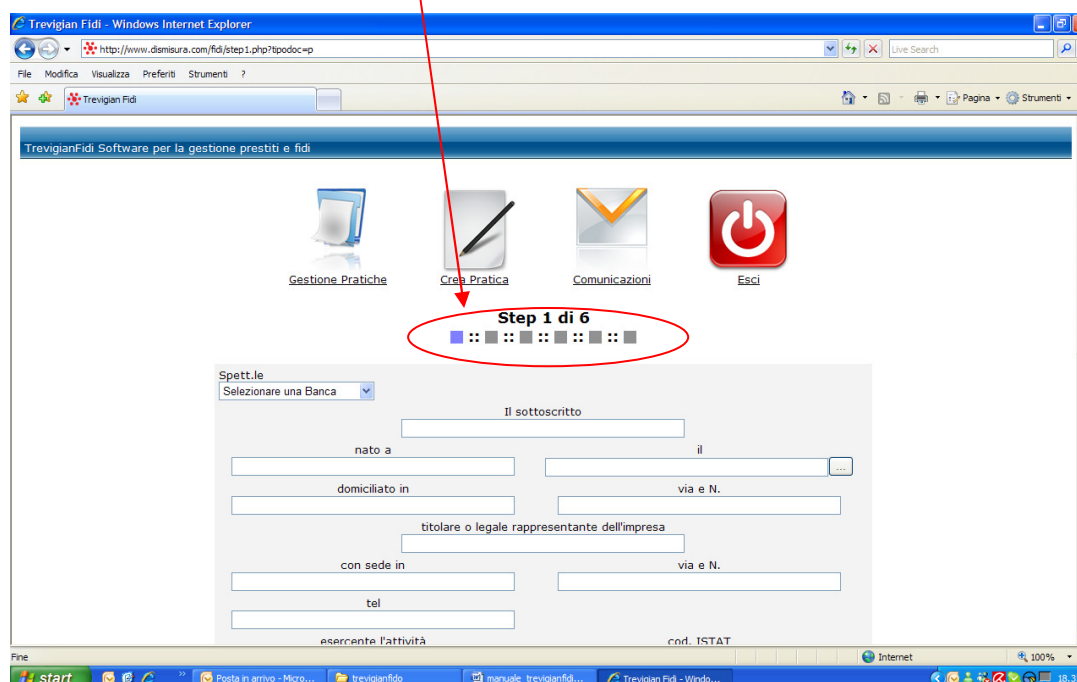 Trevigian Fidi - Windows Internet Explorer
http://www.dismisura.com/fidi/step1.php?tipodoc=p
Live Search
File Modifica Visualizza Preferiti Strumenti ?
Trevigian Fidi
Pagina
Strumenti
TrevigianFidi Software per la gestione prestiti e fidi
Gestione Pratiche Crea Pratica Comunicazioni Esci
Step 1 di 6
:: :: :: :: ::
Spett.le
Selezionare una Banca
Il sottoscritto
nato a il
...
domiciliato in via e N.
titolare o legale rappresentante dell'impresa
con sede in via e N.
tel
esercente l'attività cod. ISTAT
Fine Internet 100%
start Posta in arrivo - Micro... trevigianfido manuale_trevigianfidi... Trevigian Fidi - Windo...